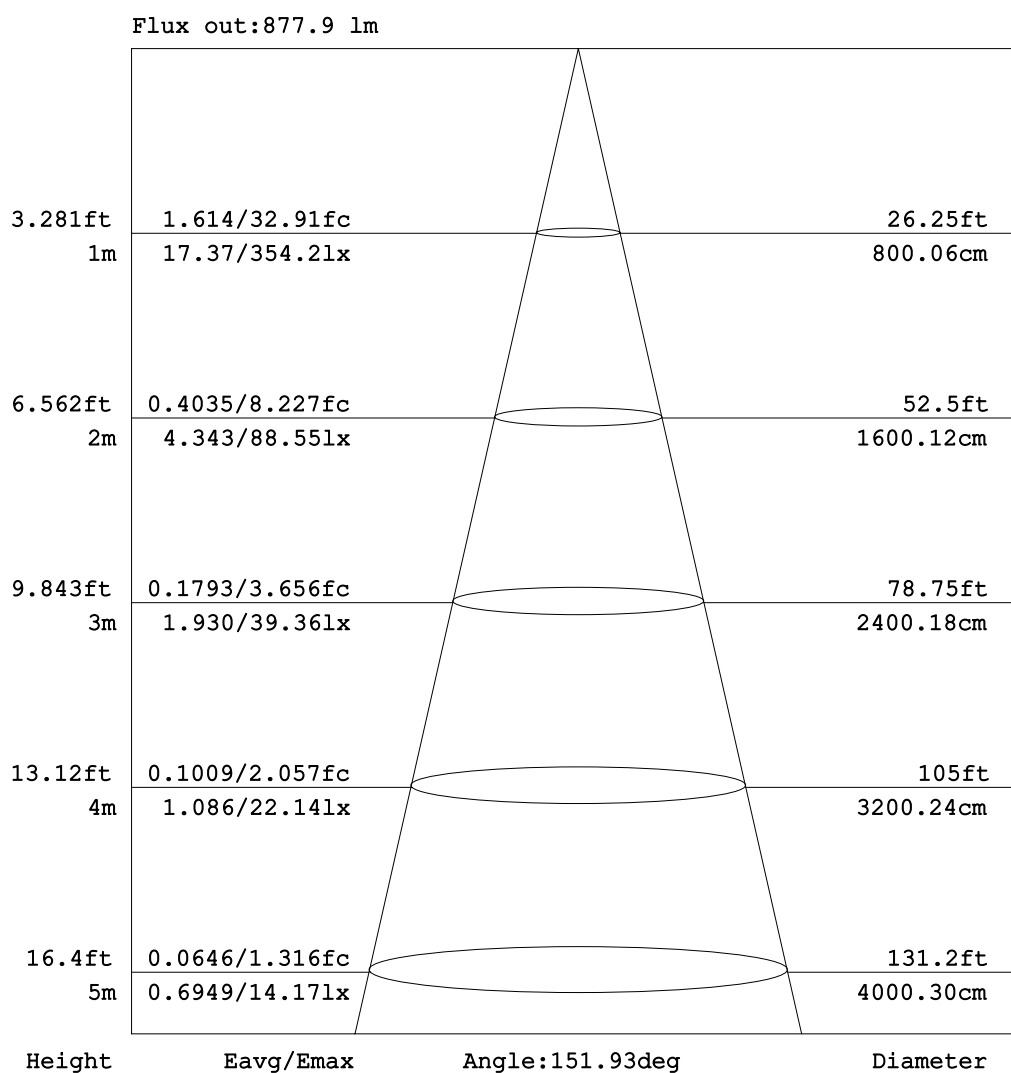 Flux out:877.9 lm
3.281ft 1.614/32.91fc 26.25ft
1m 17.37/354.2lx 800.06cm
6.562ft 0.4035/8.227fc 52.5ft
2m 4.343/88.55lx 1600.12cm
9.843ft 0.1793/3.656fc 78.75ft
3m 1.930/39.36lx 2400.18cm
13.12ft 0.1009/2.057fc 105ft
4m 1.086/22.14lx 3200.24cm
16.4ft 0.0646/1.316fc 131.2ft
5m 0.6949/14.17lx 4000.30cm
Height Eavg/Emax Angle:151.93deg Diameter